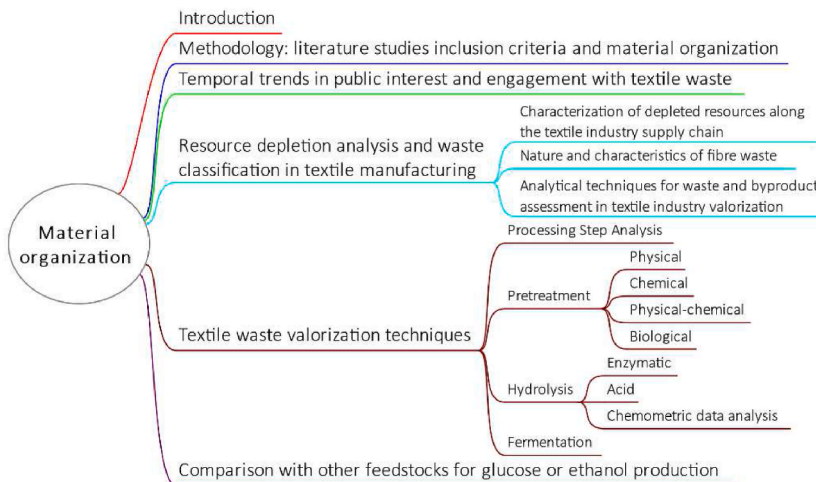 Introduction
Methodology: literature studies inclusion criteria and material organization
Temporal trends in public interest and engagement with textile waste
Resource depletion analysis and waste
classification in textile manufacturing
Characterization of depleted resources along
the textile industry supply chain
Nature and characteristics of fibre waste
Analytical techniques for waste and byproduct
assessment in textile industry valorization
Material
organization
Textile waste valorization techniques
Processing Step Analysis
Pretreatment
Physical
Chemical
Physical-chemical
Biological
Hydrolysis
Enzymatic
Acid
Chemometric data analysis
Fermentation
Comparison with other feedstocks for glucose or ethanol production